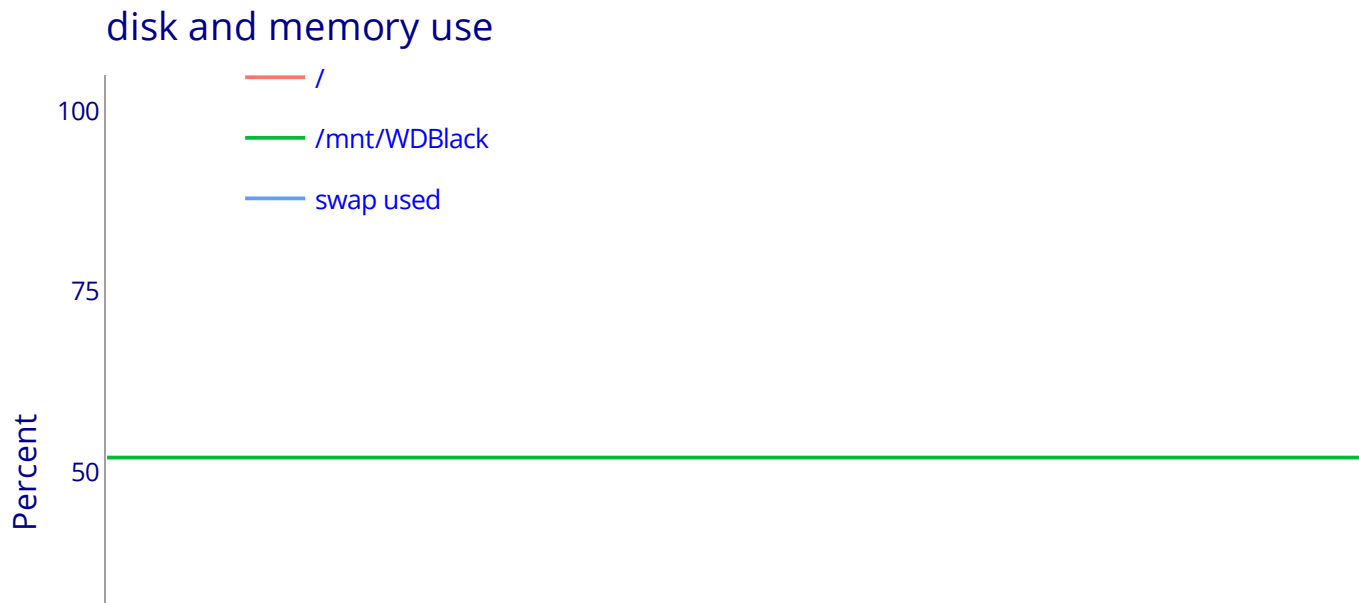 disk and memory use
/
100
/mnt/WDBlack
swap used
75
Percent
50